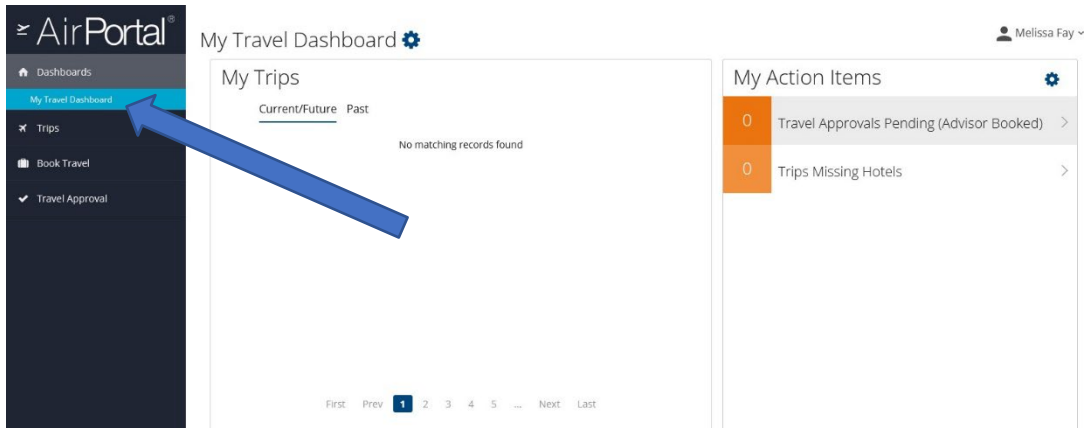 AirPortal®
Dashboards
My Travel Dashboard
Trips
Book Travel
Travel Approval
My Travel Dashboard
Melissa Fay
My Trips
Current/Future Past
No matching records found
First Prev 1 2 3 4 5 ... Next Last
My Action Items
0 Travel Approvals Pending (Advisor Booked)
0 Trips Missing Hotels